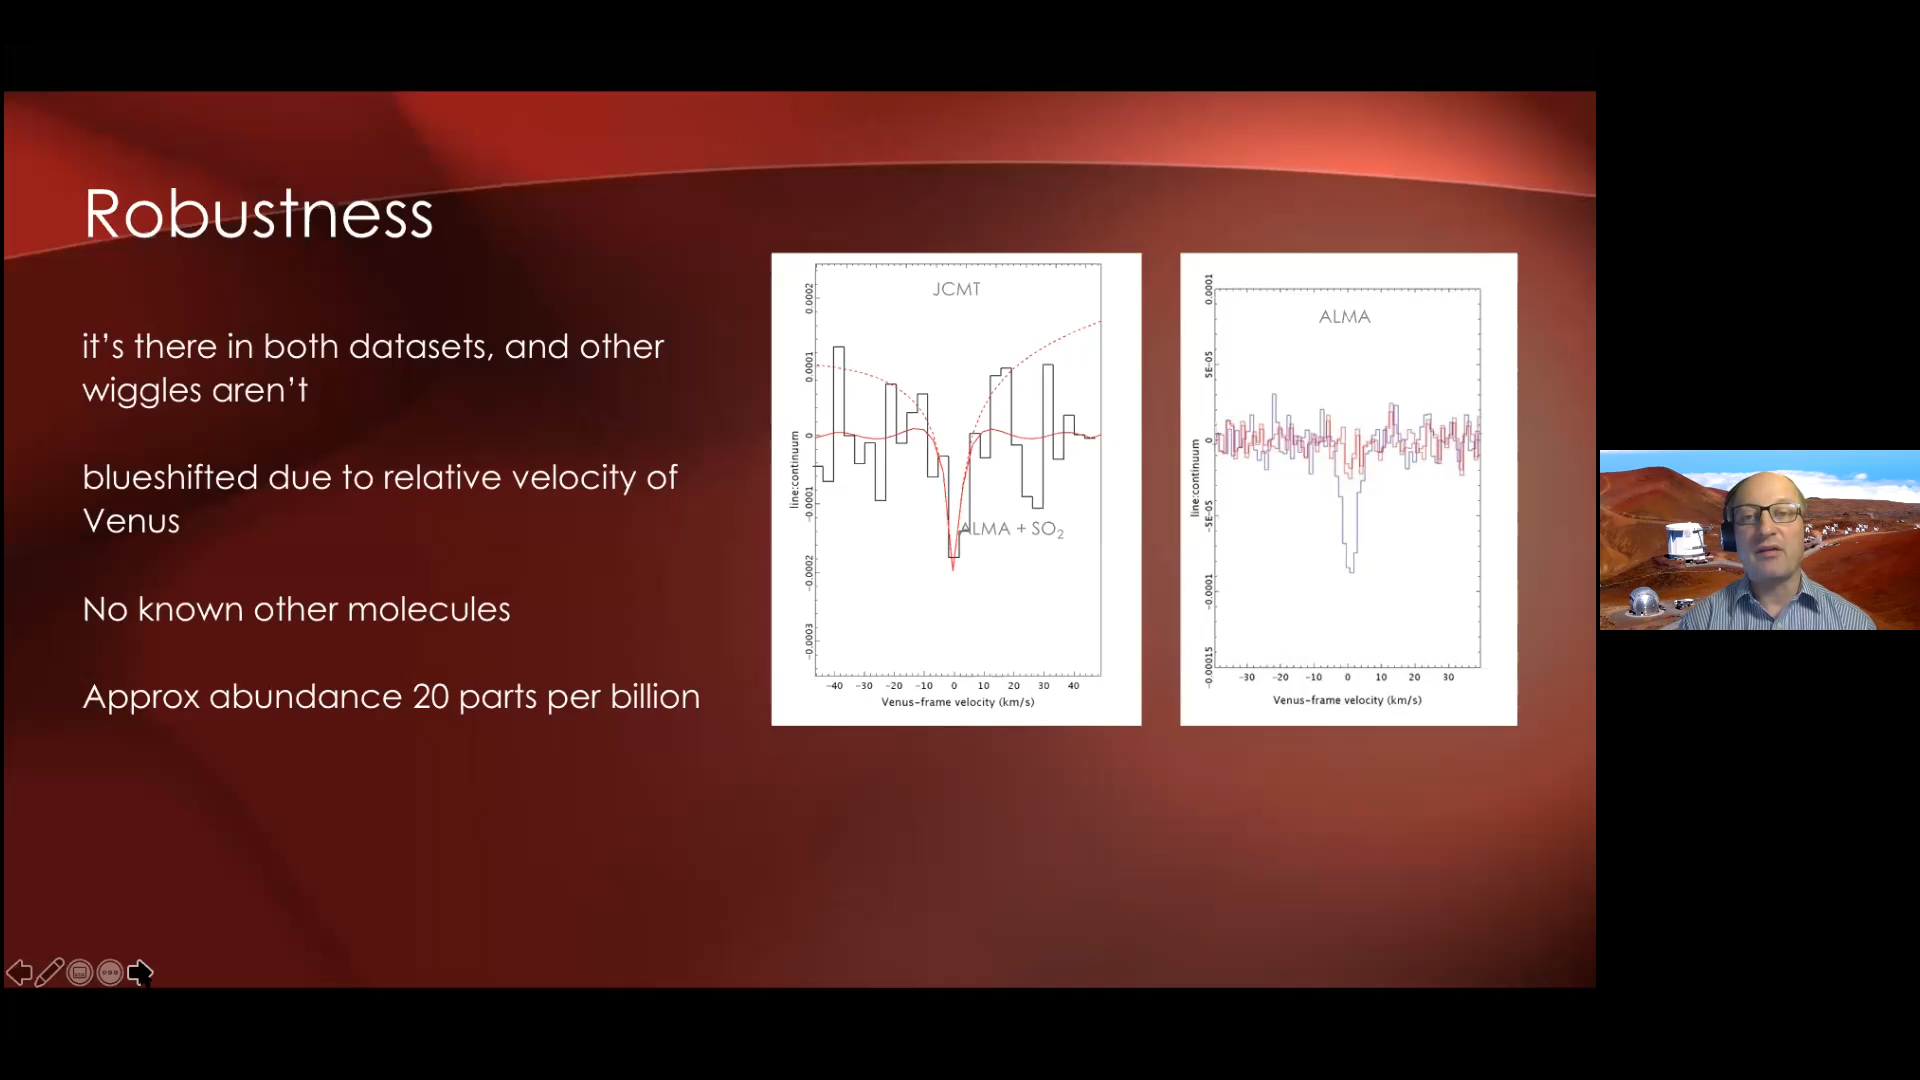 Robustness
it's there in both datasets, and other
wiggles aren't
blueshifted due to relative velocity of
Venus
No known other molecules
Approx abundance 20 parts per billion
JCMT
0.0002
0.0001
0
-0.0001
-0.0002
-0.0003
line:continuum
ALMA + SO₂
-40 -30 -20 -10 0 10 20 30 40
Venus-frame velocity (km/s)
ALMA
0.0001
5E-05
0
-5E-05
-0.0001
-0.00015
line:continuum
-30 -20 -10 0 10 20 30
Venus-frame velocity (km/s)